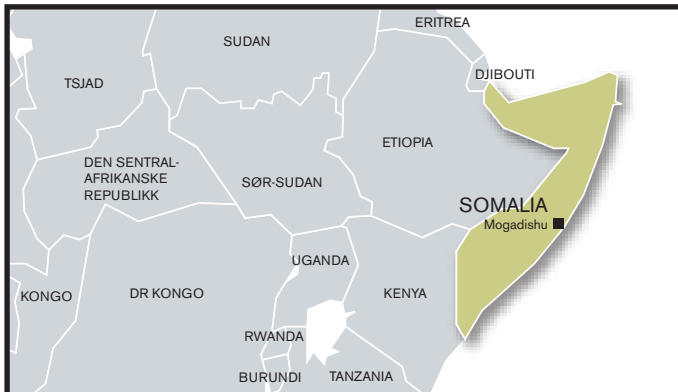 ERITREA
SUDAN
DJIBOUTI
TSJAD
ETIOPIA
DEN SENTRAL-
AFRIKANSKE
REPUBLIKK
SØR-SUDAN
SOMALIA
Mogadishu
UGANDA
KONGO
DR KONGO
KENYA
RWANDA
BURUNDI
TANZANIA